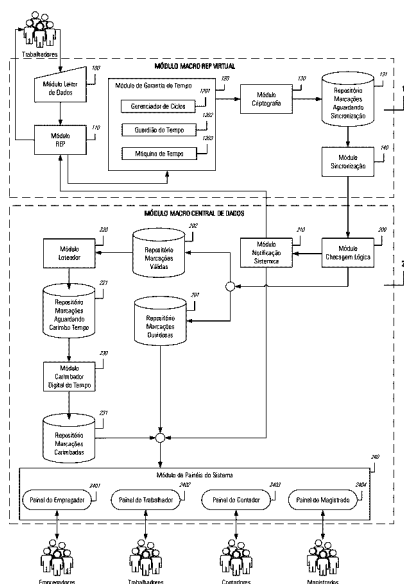 Trabalhadores
MÓDULO MACRO REP VIRTUAL
100
Módulo Leitor
de Dados
110
Módulo
REP
120
Módulo de Garantia de Tempo
1201
Gerenciador de Ciclos
1202
Guardião do Tempo
1203
Máquina do Tempo
130
Módulo
Criptografia
131
Repositório
Marcações
Aguardando
Sincronização
140
Módulo
Sincronização
1
MÓDULO MACRO CENTRAL DE DADOS
220
Módulo
Loteador
202
Repositório
Marcações
Válidas
210
Módulo
Notificação
Sistêmica
200
Módulo
Checagem Lógica
2
221
Repositório
Marcações
Aguardando
Carimbo Tempo
201
Repositório
Marcações
Duvidosas
230
Módulo
Carimbador
Digital do Tempo
231
Repositório
Marcações
Carimbadas
240
Módulo de Painéis do Sistema
2401
Painel do Empregador
2402
Painel do Trabalhador
2403
Painel do Contador
2404
Painel do Magistrado
Empregadores
Trabalhadores
Contadores
Magistrados